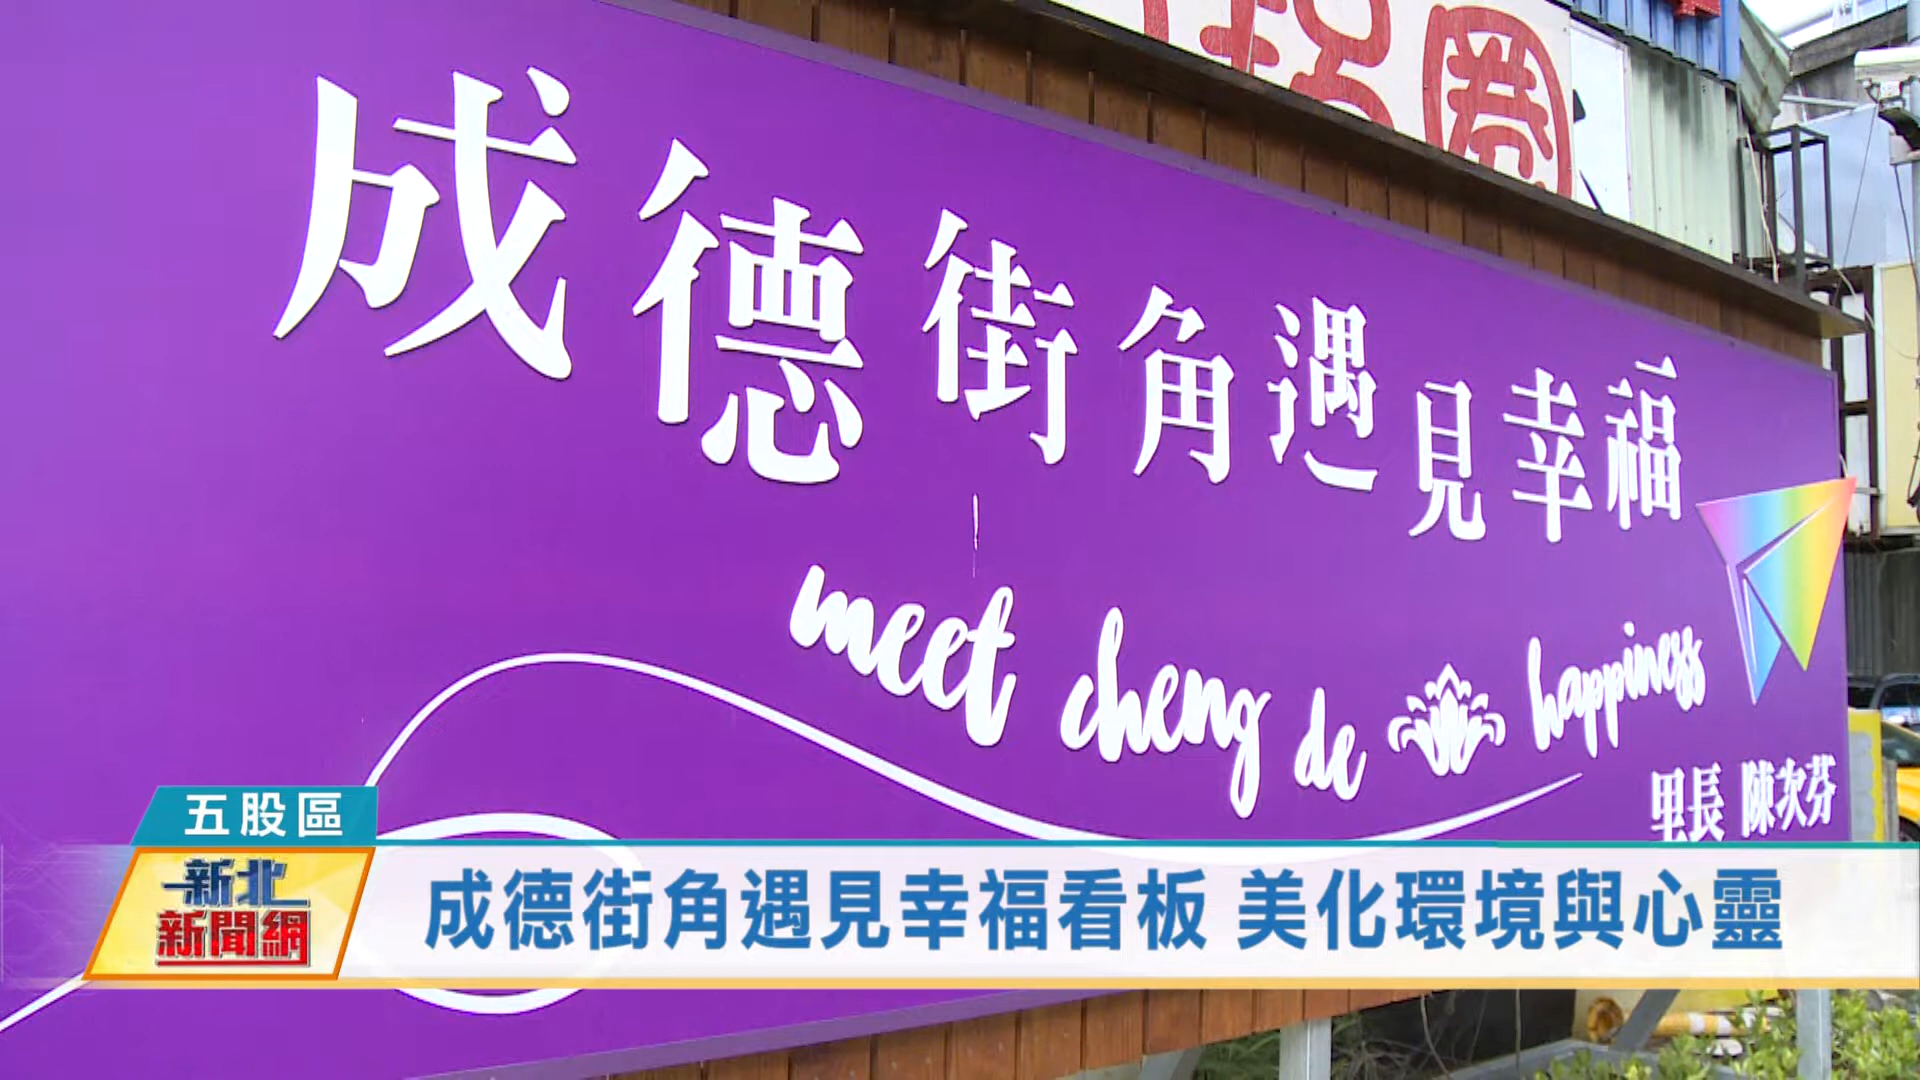 成德街角遇見幸福
meet cheng de happiness
里長 陳次芬
五股區
新北
新聞網
成德街角遇見幸福看板 美化環境與心靈